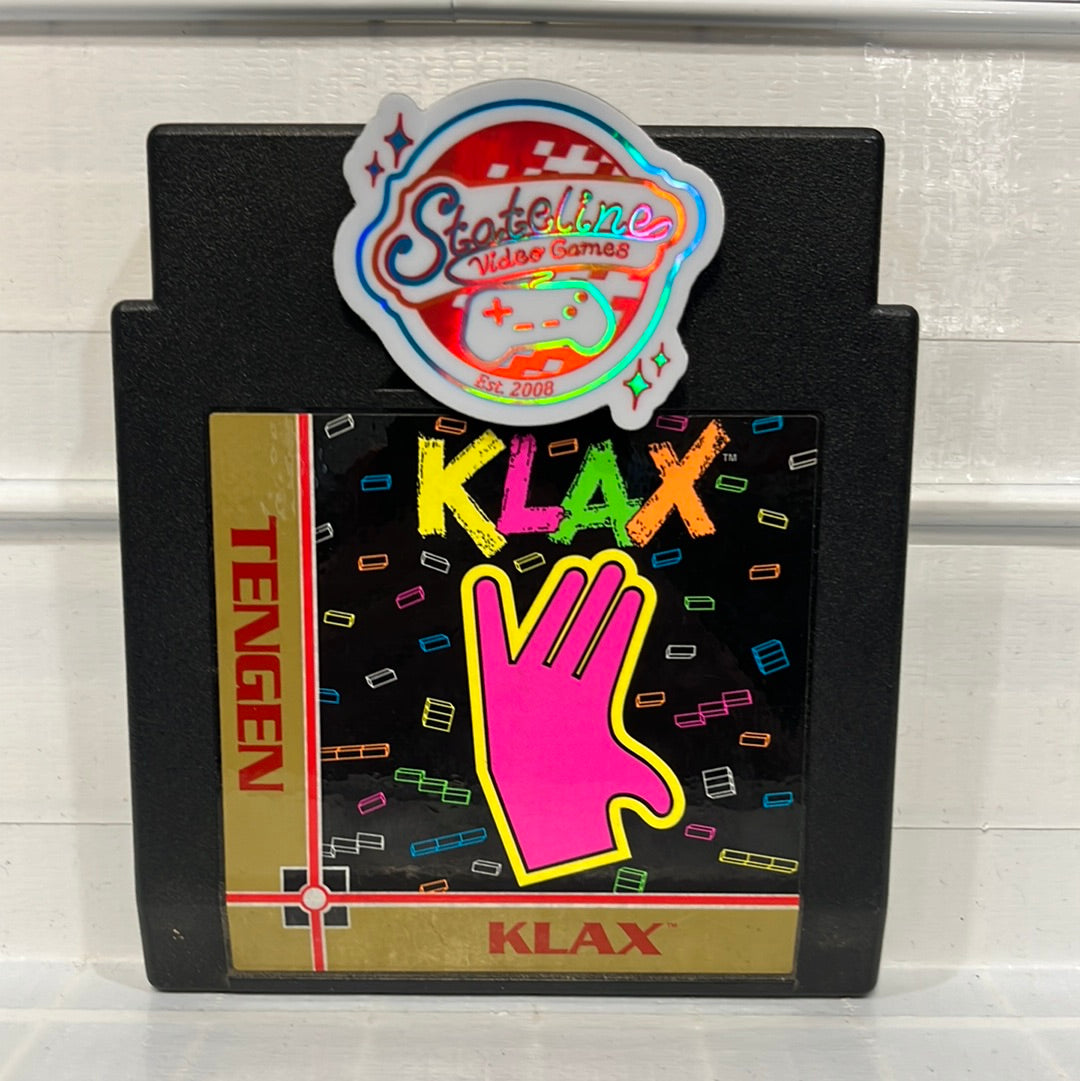 Stateline
Video Games
Est. 2008
KLAX™
TENGEN
KLAX™